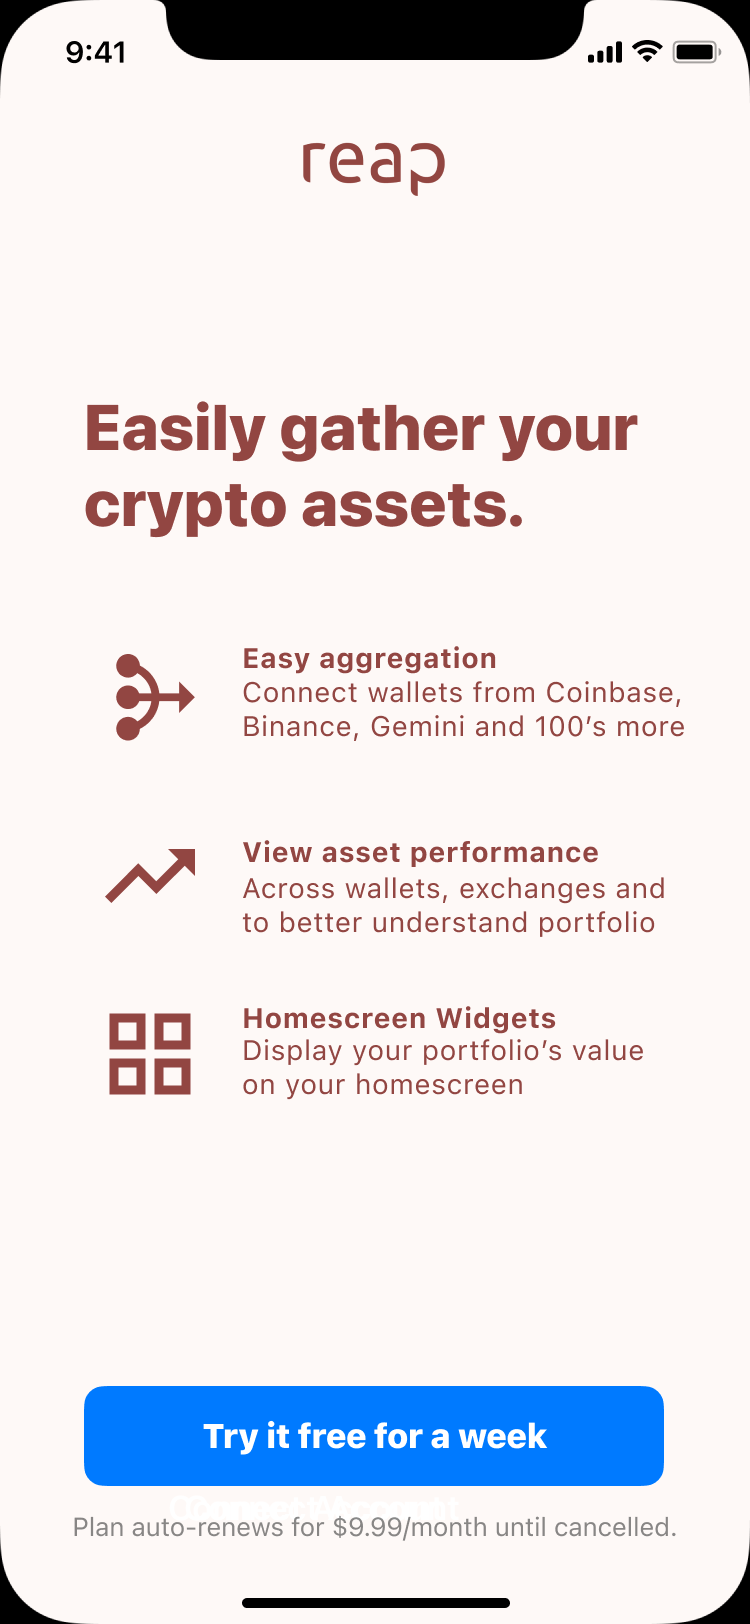 9:41
reap
Easily gather your
crypto assets.
Easy aggregation
Connect wallets from Coinbase,
Binance, Gemini and 100’s more
View asset performance
Across wallets, exchanges and
to better understand portfolio
Homescreen Widgets
Display your portfolio’s value
on your homescreen
Try it free for a week
Connect Account
Plan auto-renews for $9.99/month until cancelled.